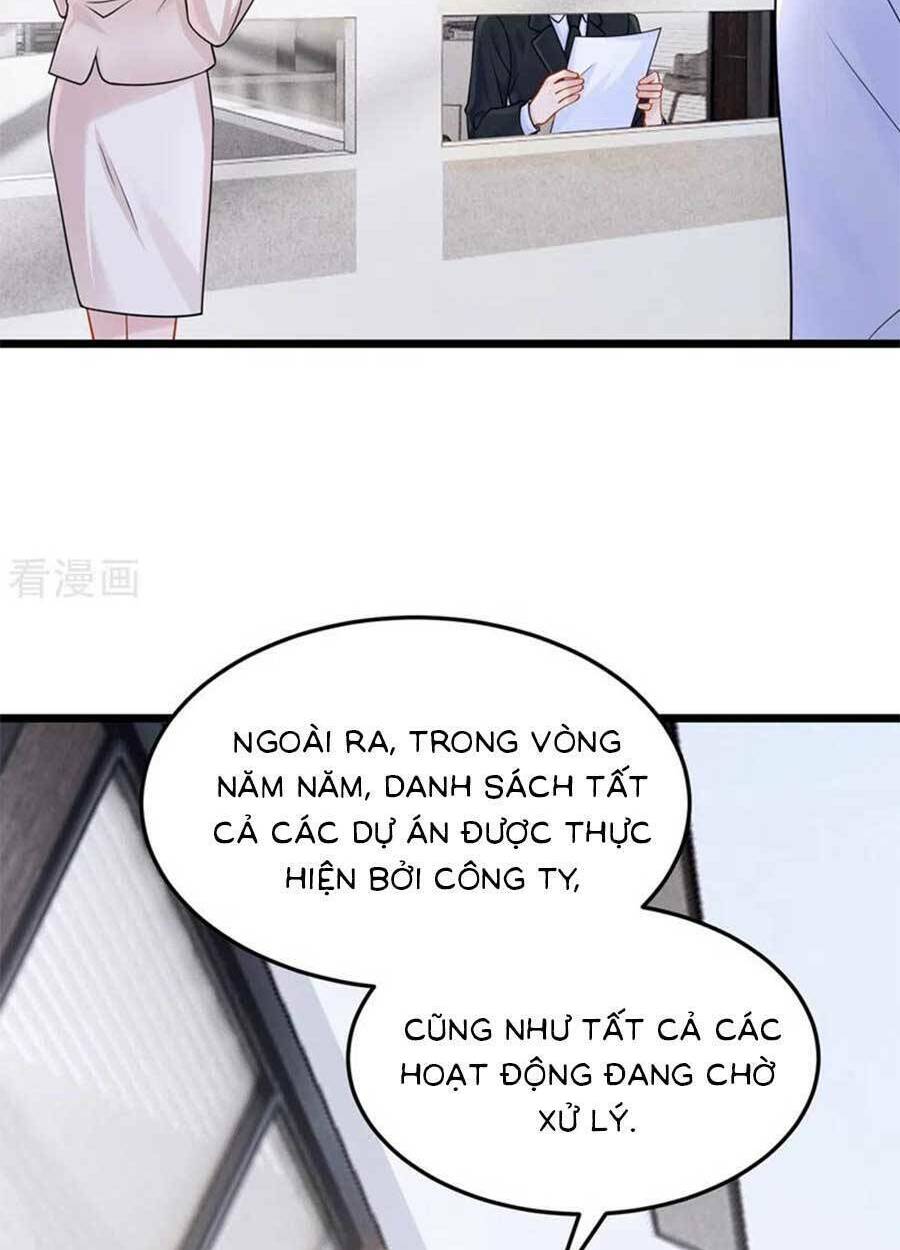 看漫画
NGOÀI RA, TRONG VÒNG
NĂM NĂM, DANH SÁCH TẤT
CẢ CÁC DỰ ÁN ĐƯỢC THỰC
HIỆN BỞI CÔNG TY,
CŨNG NHƯ TẤT CẢ CÁC
HOẠT ĐỘNG ĐANG CHỜ
XỬ LÝ.